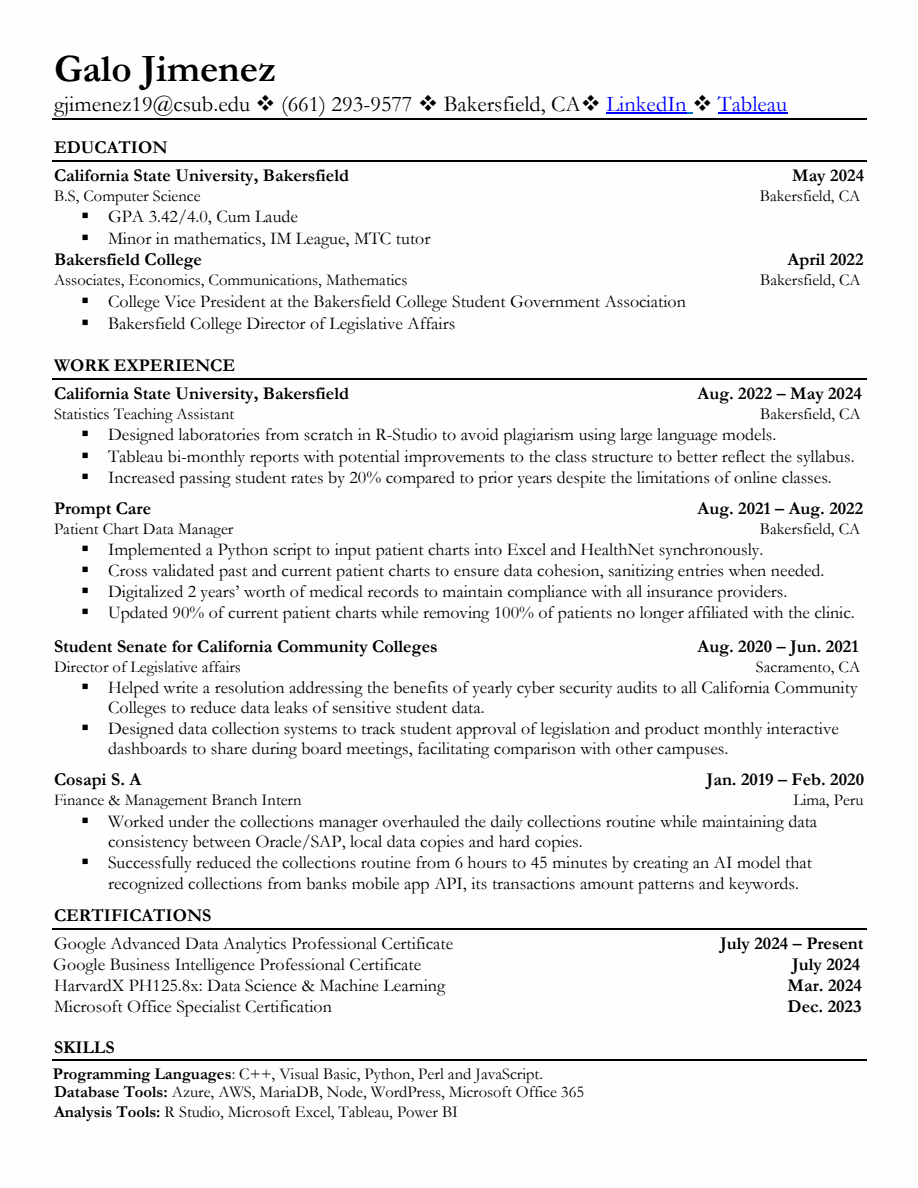 Galo Jimenez
gjimenez19@csub.edu ❖ (661) 293-9577 ❖ Bakersfield, CA❖ LinkedIn ❖ Tableau
EDUCATION
California State University, Bakersfield May 2024
B.S, Computer Science Bakersfield, CA
▪ GPA 3.42/4.0, Cum Laude
▪ Minor in mathematics, IM League, MTC tutor
Bakersfield College April 2022
Associates, Economics, Communications, Mathematics Bakersfield, CA
▪ College Vice President at the Bakersfield College Student Government Association
▪ Bakersfield College Director of Legislative Affairs
WORK EXPERIENCE
California State University, Bakersfield Aug. 2022 – May 2024
Statistics Teaching Assistant Bakersfield, CA
▪ Designed laboratories from scratch in R-Studio to avoid plagiarism using large language models.
▪ Tableau bi-monthly reports with potential improvements to the class structure to better reflect the syllabus.
▪ Increased passing student rates by 20% compared to prior years despite the limitations of online classes.
Prompt Care Aug. 2021 – Aug. 2022
Patient Chart Data Manager Bakersfield, CA
▪ Implemented a Python script to input patient charts into Excel and HealthNet synchronously.
▪ Cross validated past and current patient charts to ensure data cohesion, sanitizing entries when needed.
▪ Digitalized 2 years' worth of medical records to maintain compliance with all insurance providers.
▪ Updated 90% of current patient charts while removing 100% of patients no longer affiliated with the clinic.
Student Senate for California Community Colleges Aug. 2020 – Jun. 2021
Director of Legislative affairs Sacramento, CA
▪ Helped write a resolution addressing the benefits of yearly cyber security audits to all California Community
Colleges to reduce data leaks of sensitive student data.
▪ Designed data collection systems to track student approval of legislation and product monthly interactive
dashboards to share during board meetings, facilitating comparison with other campuses.
Cosapi S. A Jan. 2019 – Feb. 2020
Finance & Management Branch Intern Lima, Peru
▪ Worked under the collections manager overhauled the daily collections routine while maintaining data
consistency between Oracle/SAP, local data copies and hard copies.
▪ Successfully reduced the collections routine from 6 hours to 45 minutes by creating an AI model that
recognized collections from banks mobile app API, its transactions amount patterns and keywords.
CERTIFICATIONS
Google Advanced Data Analytics Professional Certificate July 2024 – Present
Google Business Intelligence Professional Certificate July 2024
HarvardX PH125.8x: Data Science & Machine Learning Mar. 2024
Microsoft Office Specialist Certification Dec. 2023
SKILLS
Programming Languages: C++, Visual Basic, Python, Perl and JavaScript.
Database Tools: Azure, AWS, MariaDB, Node, WordPress, Microsoft Office 365
Analysis Tools: R Studio, Microsoft Excel, Tableau, Power BI